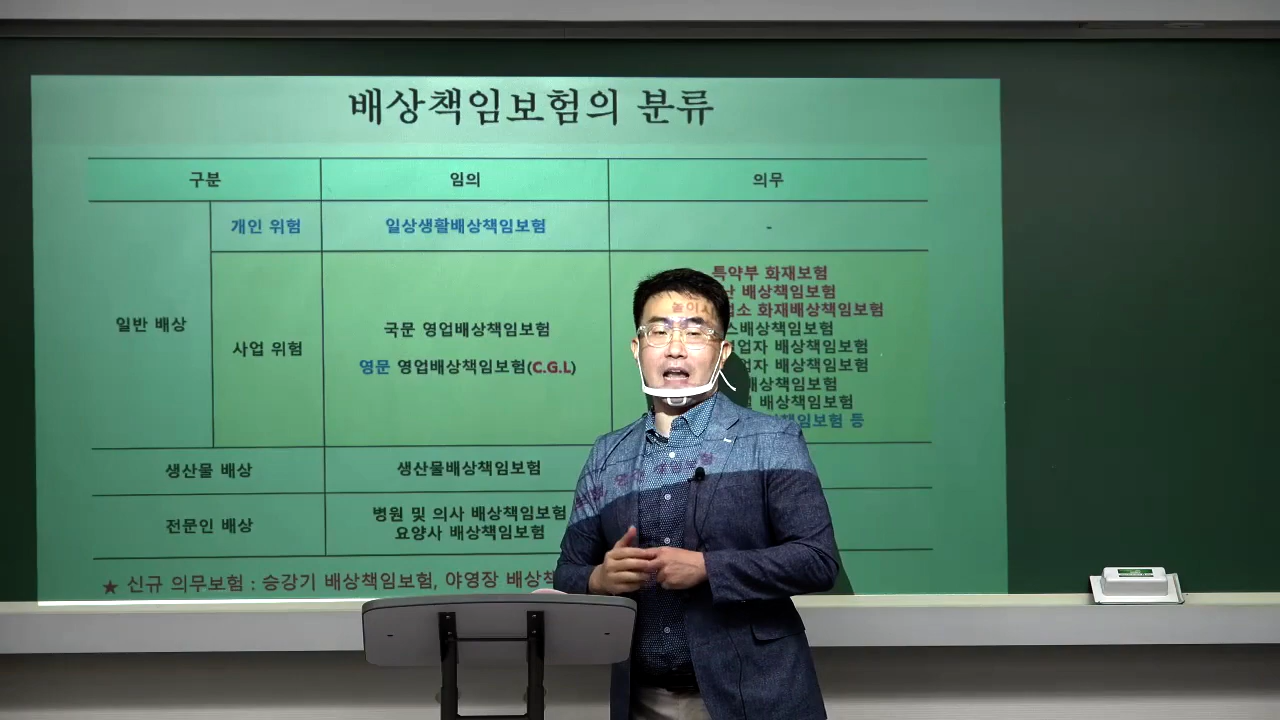 배상책임보험의 분류
구분 임의 의무
개인 위험 일상생활배상책임보험 -
일반 배상
사업 위험
국문 영업배상책임보험
영문 영업배상책임보험(C.G.L)
특약부 화재보험
배상책임보험
놀이시 화재배상책임보험
스배상책임보험
업자 배상책임보험
업자 배상책임보험
배상책임보험
배상책임보험
책임보험 등
생산물 배상 생산물배상책임보험
전문인 배상
병원 및 의사 배상책임보험
요양사 배상책임보험
★ 신규 의무보험 : 승강기 배상책임보험, 야영장 배상책